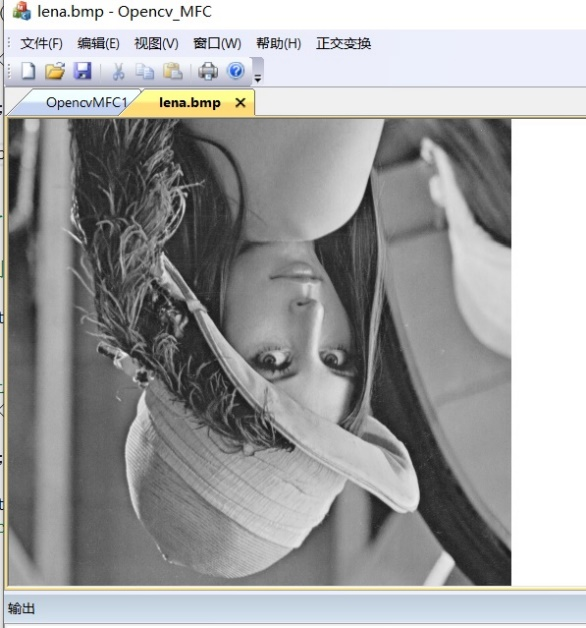 lena.bmp - Opencv_MFC
文件(F) 编辑(E) 视图(V) 窗口(W) 帮助(H) 正交变换
OpencvMFC1 lena.bmp
输出